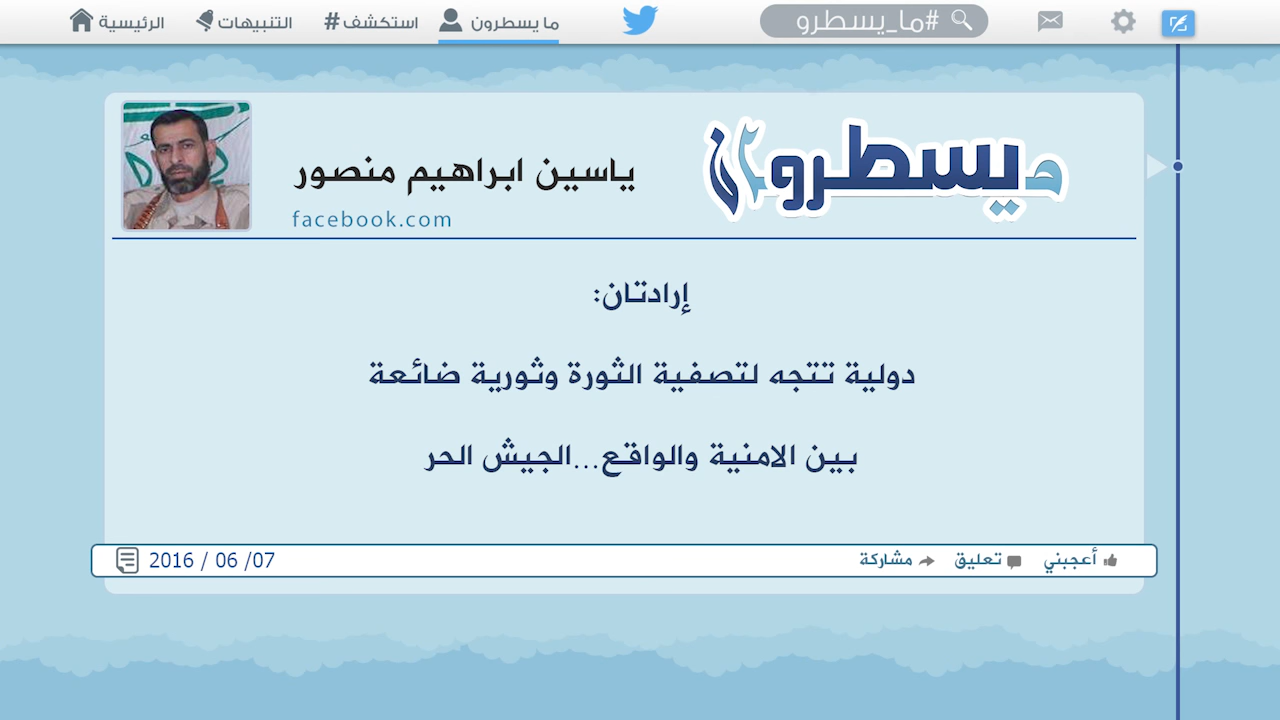 الرئيسية
التنبيهات
استكشف #
ما يسطرون
#ما_يسطرو
ما يسطرون
ياسين ابراهيم منصور
facebook.com
إرادتان:
دولية تتجه لتصفية الثورة وثورية ضائعة
بين الامنية والواقع...الجيش الحر
أعجبني
تعليق
مشاركة
2016 / 06 /07